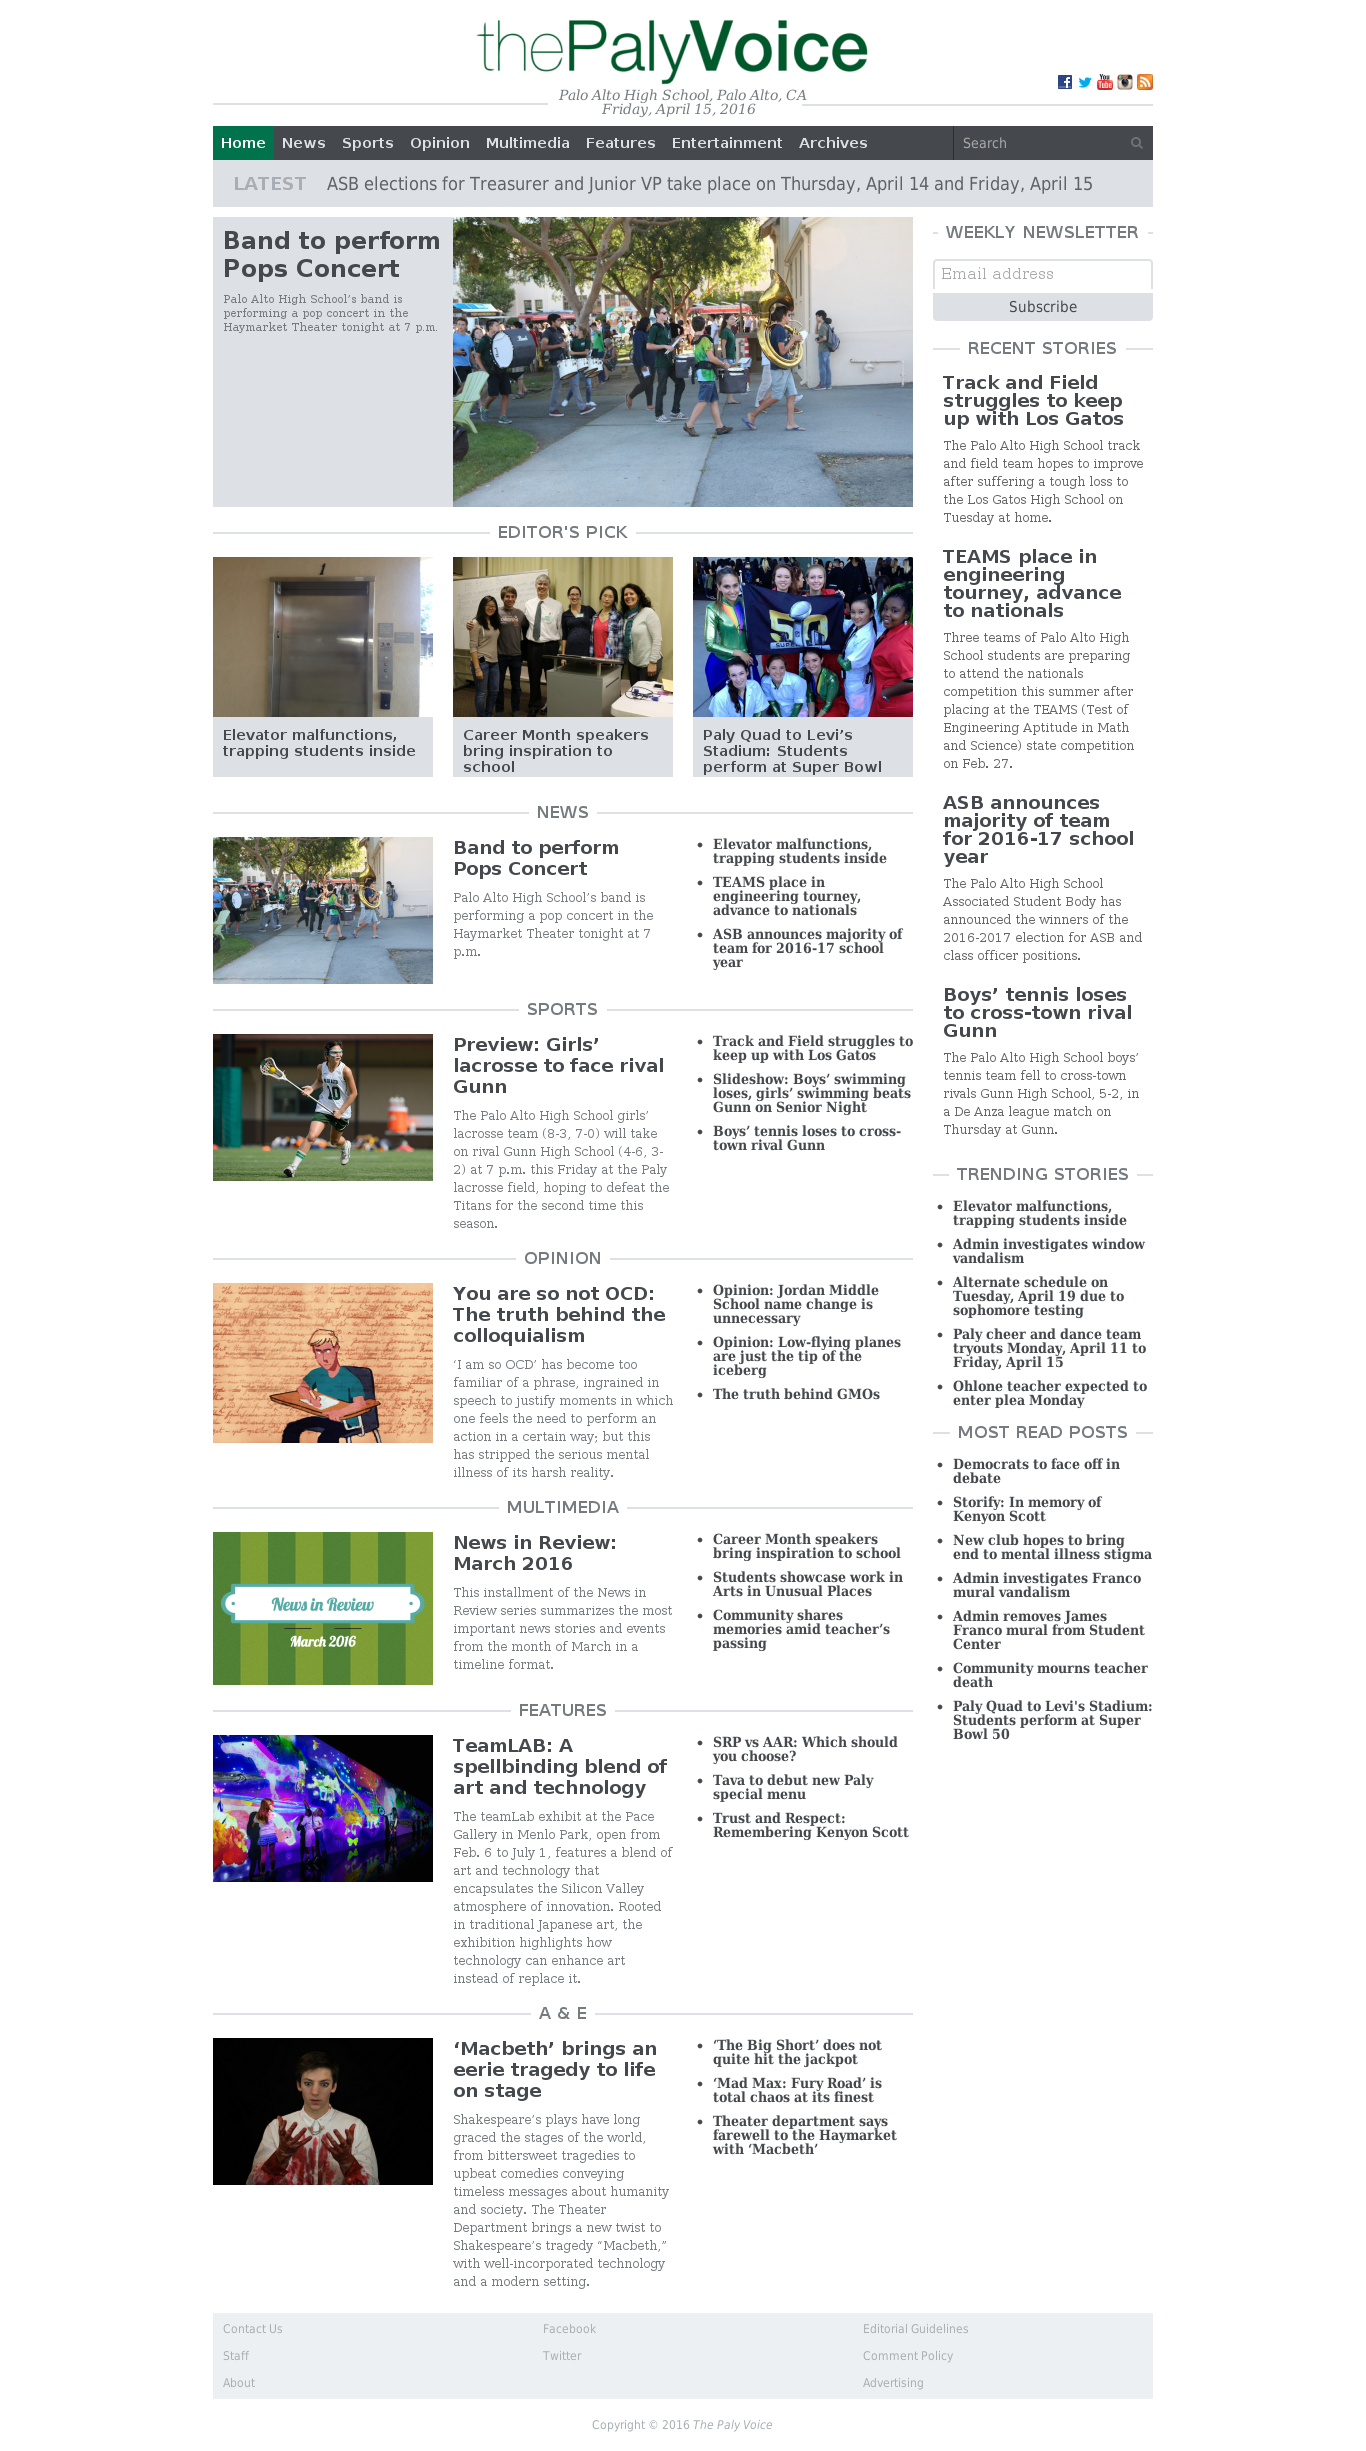 thePalyVoice
Palo Alto High School, Palo Alto, CA
Friday, April 15, 2016
Home News Sports Opinion Multimedia Features Entertainment Archives Search
LATEST ASB elections for Treasurer and Junior VP take place on Thursday, April 14 and Friday, April 15
Band to perform
Pops Concert
Palo Alto High School’s band is
performing a pop concert in the
Haymarket Theater tonight at 7 p.m.
EDITOR'S PICK
1
50
Elevator malfunctions,
trapping students inside
Career Month speakers
bring inspiration to
school
Paly Quad to Levi’s
Stadium: Students
perform at Super Bowl
NEWS
Band to perform
Pops Concert
Palo Alto High School’s band is
performing a pop concert in the
Haymarket Theater tonight at 7
p.m.
• Elevator malfunctions,
trapping students inside
• TEAMS place in
engineering tourney,
advance to nationals
• ASB announces majority of
team for 2016-17 school
year
SPORTS
10
Preview: Girls’
lacrosse to face rival
Gunn
The Palo Alto High School girls’
lacrosse team (8-3, 7-0) will take
on rival Gunn High School (4-6, 3-
2) at 7 p.m. this Friday at the Paly
lacrosse field, hoping to defeat the
Titans for the second time this
season.
• Track and Field struggles to
keep up with Los Gatos
• Slideshow: Boys’ swimming
loses, girls’ swimming beats
Gunn on Senior Night
• Boys’ tennis loses to cross-
town rival Gunn
OPINION
You are so not OCD:
The truth behind the
colloquialism
‘I am so OCD’ has become too
familiar of a phrase, ingrained in
speech to justify moments in which
one feels the need to perform an
action in a certain way; but this
has stripped the serious mental
illness of its harsh reality.
• Opinion: Jordan Middle
School name change is
unnecessary
• Opinion: Low-flying planes
are just the tip of the
iceberg
• The truth behind GMOs
MULTIMEDIA
News in Review
March 2016
News in Review:
March 2016
This installment of the News in
Review series summarizes the most
important news stories and events
from the month of March in a
timeline format.
• Career Month speakers
bring inspiration to school
• Students showcase work in
Arts in Unusual Places
• Community shares
memories amid teacher’s
passing
FEATURES
TeamLAB: A
spellbinding blend of
art and technology
The teamLab exhibit at the Pace
Gallery in Menlo Park, open from
Feb. 6 to July 1, features a blend of
art and technology that
encapsulates the Silicon Valley
atmosphere of innovation. Rooted
in traditional Japanese art, the
exhibition highlights how
technology can enhance art
instead of replace it.
• SRP vs AAR: Which should
you choose?
• Tava to debut new Paly
special menu
• Trust and Respect:
Remembering Kenyon Scott
A & E
‘Macbeth’ brings an
eerie tragedy to life
on stage
Shakespeare’s plays have long
graced the stages of the world,
from bittersweet tragedies to
upbeat comedies conveying
timeless messages about humanity
and society. The Theater
Department brings a new twist to
Shakespeare’s tragedy “Macbeth,”
with well-incorporated technology
and a modern setting.
• ‘The Big Short’ does not
quite hit the jackpot
• ‘Mad Max: Fury Road’ is
total chaos at its finest
• Theater department says
farewell to the Haymarket
with ‘Macbeth’
WEEKLY NEWSLETTER
Email address
Subscribe
RECENT STORIES
Track and Field
struggles to keep
up with Los Gatos
The Palo Alto High School track
and field team hopes to improve
after suffering a tough loss to
the Los Gatos High School on
Tuesday at home.
TEAMS place in
engineering
tourney, advance
to nationals
Three teams of Palo Alto High
School students are preparing
to attend the nationals
competition this summer after
placing at the TEAMS (Test of
Engineering Aptitude in Math
and Science) state competition
on Feb. 27.
ASB announces
majority of team
for 2016-17 school
year
The Palo Alto High School
Associated Student Body has
announced the winners of the
2016-2017 election for ASB and
class officer positions.
Boys’ tennis loses
to cross-town rival
Gunn
The Palo Alto High School boys’
tennis team fell to cross-town
rivals Gunn High School, 5-2, in
a De Anza league match on
Thursday at Gunn.
TRENDING STORIES
• Elevator malfunctions,
trapping students inside
• Admin investigates window
vandalism
• Alternate schedule on
Tuesday, April 19 due to
sophomore testing
• Paly cheer and dance team
tryouts Monday, April 11 to
Friday, April 15
• Ohlone teacher expected to
enter plea Monday
MOST READ POSTS
• Democrats to face off in
debate
• Storify: In memory of
Kenyon Scott
• New club hopes to bring
end to mental illness stigma
• Admin investigates Franco
mural vandalism
• Admin removes James
Franco mural from Student
Center
• Community mourns teacher
death
• Paly Quad to Levi's Stadium:
Students perform at Super
Bowl 50
Contact Us Facebook Editorial Guidelines
Staff Twitter Comment Policy
About Advertising
Copyright © 2016 The Paly Voice